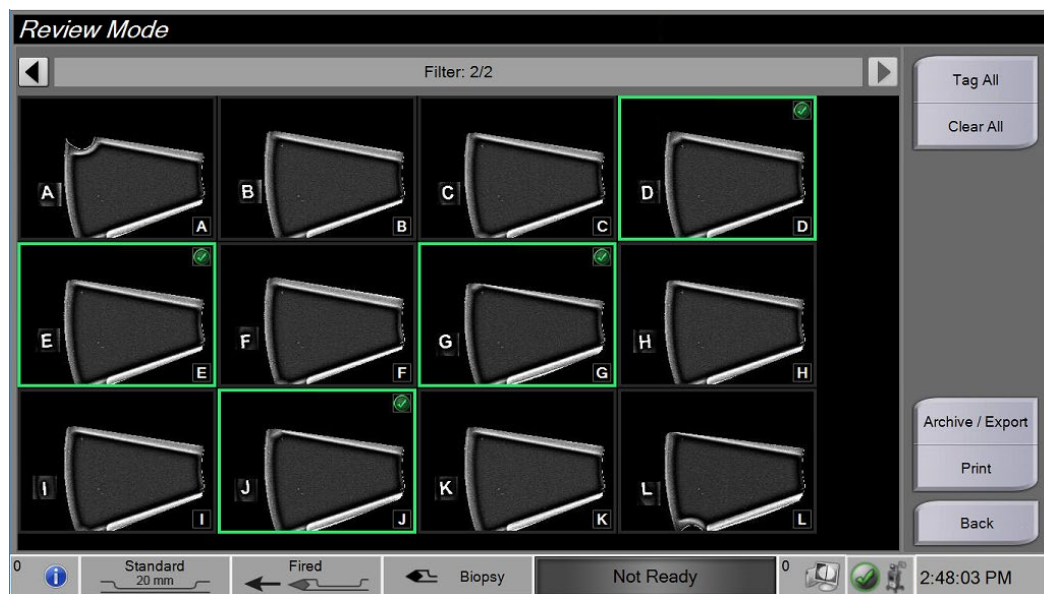 Review Mode
Filter: 2/2
Tag All
Clear All
A
A
B
B
C
C
D
D
E
E
F
F
G
G
H
H
I
I
J
J
K
K
L
L
Archive / Export
Print
Back
0
Standard
20 mm
Fired
Biopsy
Not Ready
0
2:48:03 PM